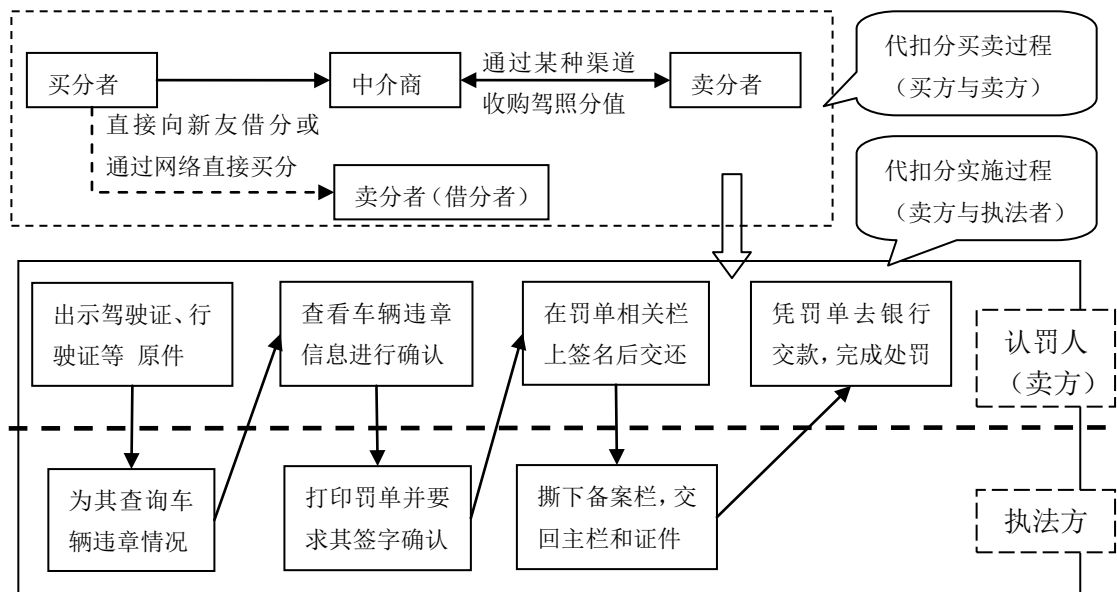 买分者
中介商
通过某种渠道
收购驾照分值
卖分者
代扣分买卖过程
（买方与卖方）
直接向新友借分或
通过网络直接买分
卖分者（借分者）
代扣分实施过程
（卖方与执法者）
出示驾驶证、行
驶证等 原件
查看车辆违章
信息进行确认
在罚单相关栏
上签名后交还
凭罚单去银行
交款，完成处罚
认罚人
（卖方）
为其查询车
辆违章情况
打印罚单并要
求其签字确认
撕下备案栏，交
回主栏和证件
执法方